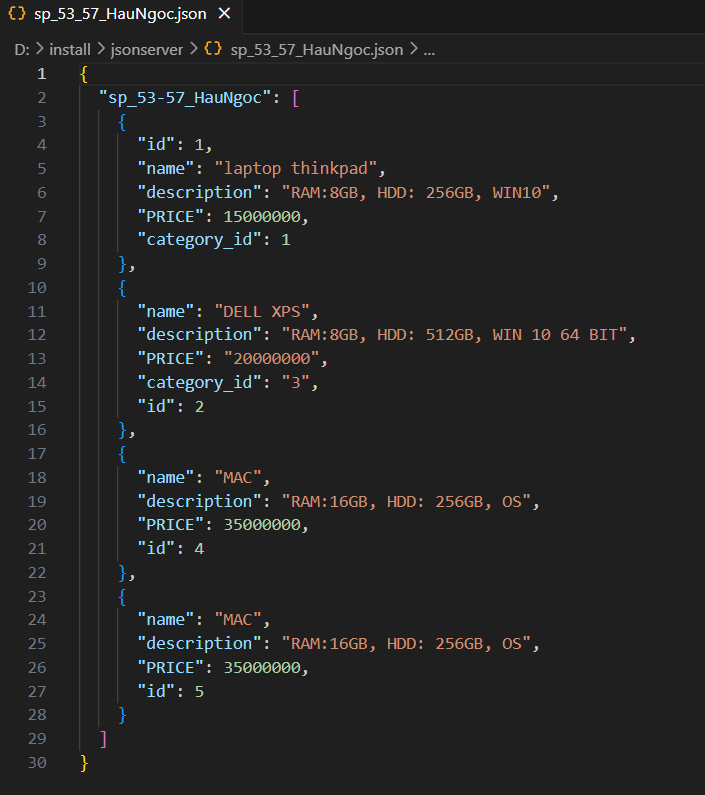 {} sp_53_57_HauNgoc.json ×
D: > install > jsonserver > {} sp_53_57_HauNgoc.json > ...
1 {
2 "sp_53-57_HauNgoc": [
3 {
4 "id": 1,
5 "name": "laptop thinkpad",
6 "description": "RAM:8GB, HDD: 256GB, WIN10",
7 "PRICE": 15000000,
8 "category_id": 1
9 },
10 {
11 "name": "DELL XPS",
12 "description": "RAM:8GB, HDD: 512GB, WIN 10 64 BIT",
13 "PRICE": "20000000",
14 "category_id": "3",
15 "id": 2
16 },
17 {
18 "name": "MAC",
19 "description": "RAM:16GB, HDD: 256GB, OS",
20 "PRICE": 35000000,
21 "id": 4
22 },
23 {
24 "name": "MAC",
25 "description": "RAM:16GB, HDD: 256GB, OS",
26 "PRICE": 35000000,
27 "id": 5
28 }
29 ]
30 }